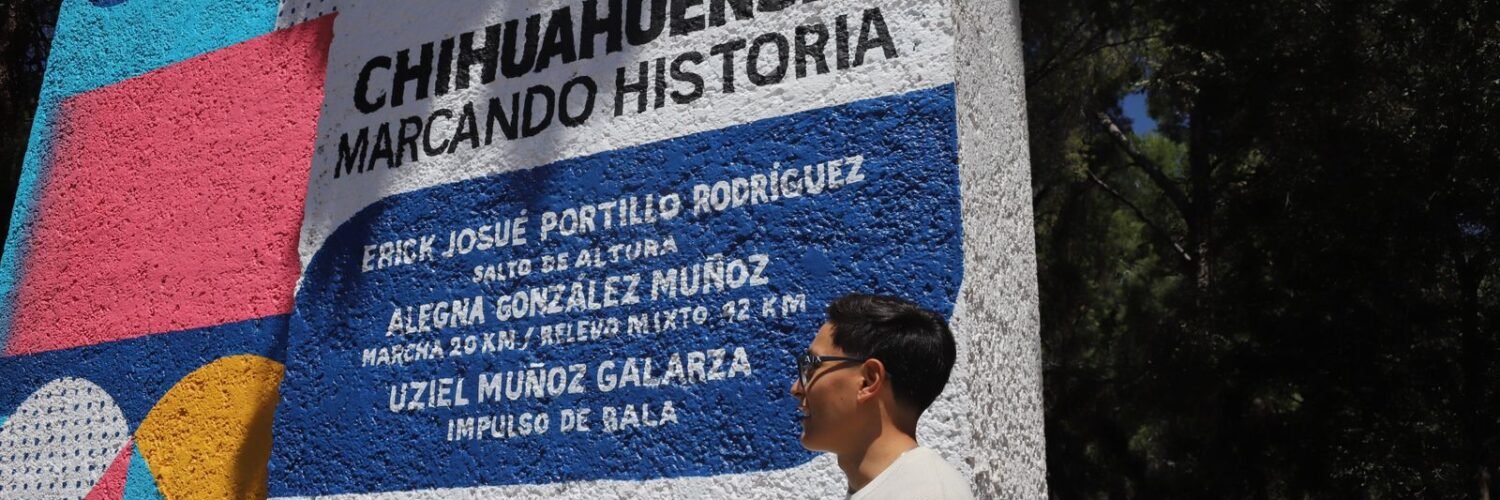 CHIHUAHUENS
MARCANDO HISTORIA
ERICK JOSUÉ PORTILLO RODRÍGUEZ
SALTO DE ALTURA
ALEGNA GONZÁLEZ MUÑOZ
MARCHA 20 KM / RELEVO MIXTO 42 KM
UZIEL MUÑOZ GALARZA
IMPULSO DE BALA